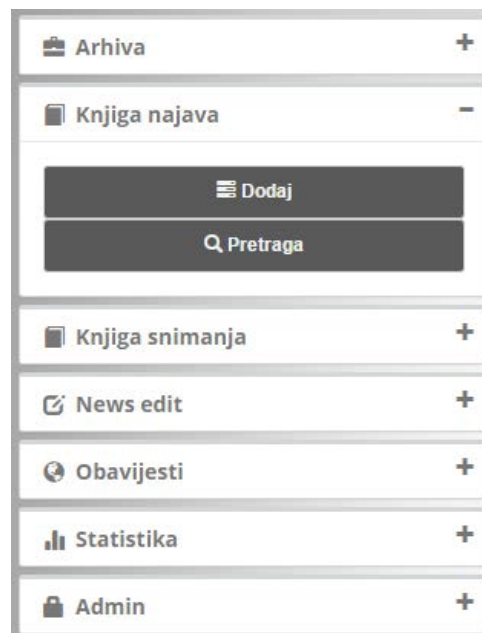 Arhiva
Knjiga najava
Dodaj
Pretraga
Knjiga snimanja
News edit
Obavijesti
Statistika
Admin